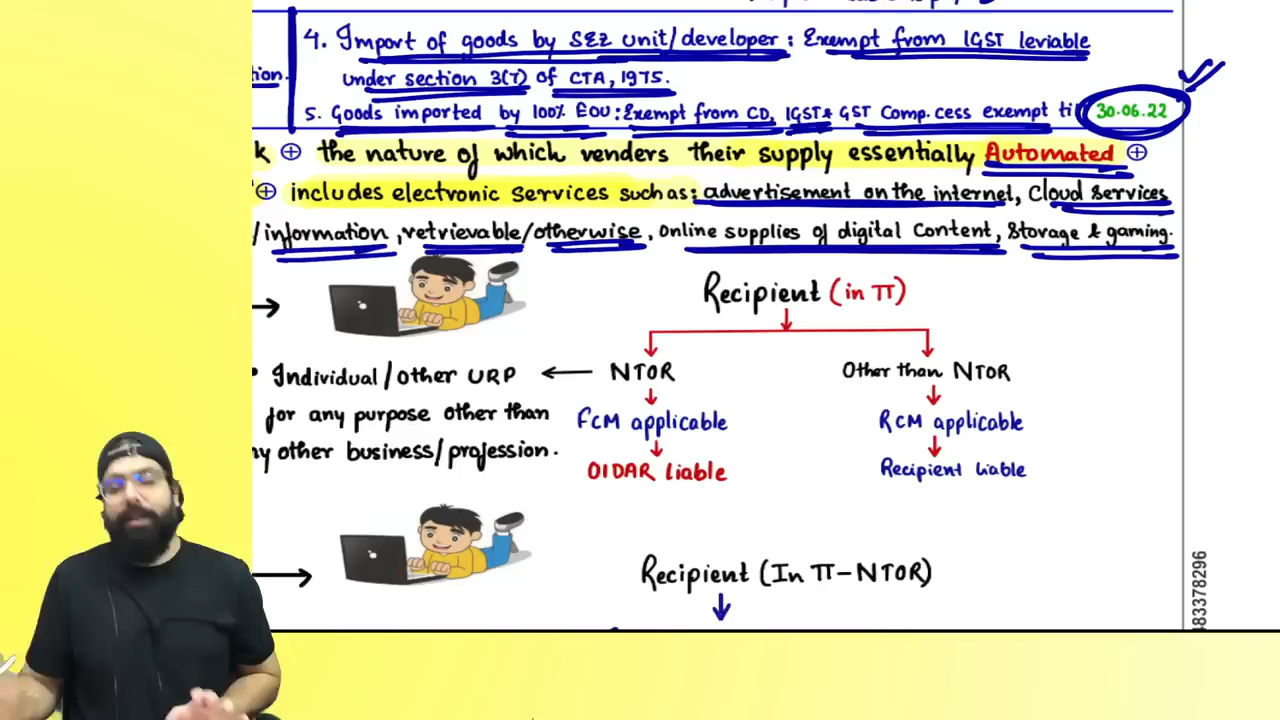 4. Import of goods by SEZ unit/developer : Exempt from IGST leviable
tion.
under section 3(7) of CTA, 1975.
5. Goods imported by 100% EOU: Exempt from CD, IGST & GST Comp. cess exempt til 30.06.22
k ⊕ the nature of which venders their supply essentially Automated ⊕
⊕ includes electronic Services such as: advertisement on the internet, Cloud services
/information, retrievable/otherwise, Online supplies of digital Content, Storage & gaming.
Recipient (in π)
Individual/other URP
NTOR
Other than NTOR
for any purpose other than
FCM applicable
RCM applicable
ny other business/profession.
OIDAR liable
Recipient liable
Recipient (In π-NTOR)
483378296